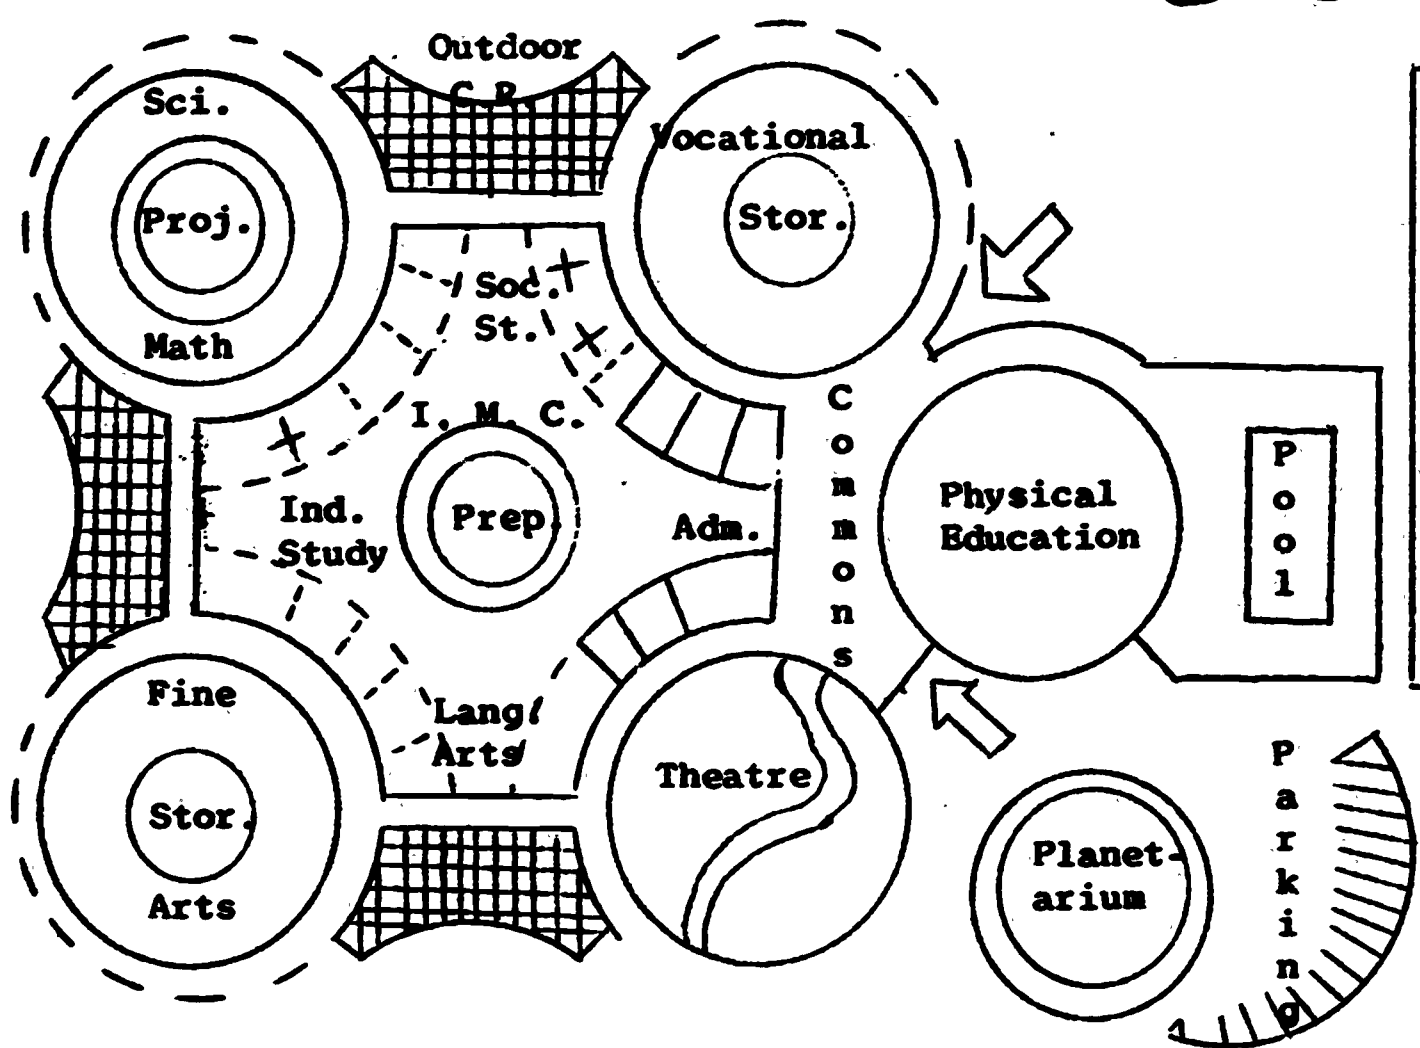 Outdoor
C.R.
Sci.
Proj.
Math
Vocational
Stor.
Soc.
St.
I. M. C.
Prep
Ind.
Study
Adm.
Lang/
Arts
Commons
Physical
Education
Pool
Fine
Stor.
Arts
Theatre
Planet-
arium
Parking